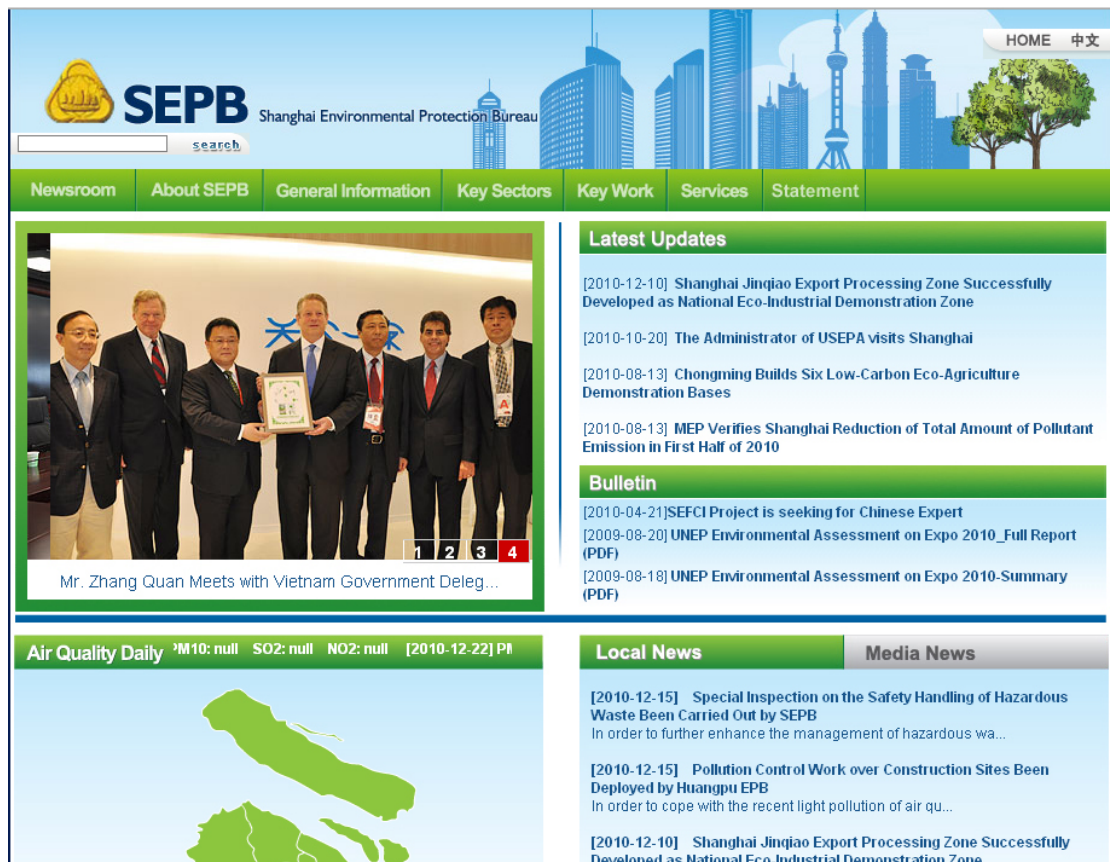 HOME 中文
SEPB Shanghai Environmental Protection Bureau
search
Newsroom About SEPB General Information Key Sectors Key Work Services Statement
Latest Updates
[2010-12-10] Shanghai Jinqiao Export Processing Zone Successfully
Developed as National Eco-Industrial Demonstration Zone
[2010-10-20] The Administrator of USEPA visits Shanghai
[2010-08-13] Chongming Builds Six Low-Carbon Eco-Agriculture
Demonstration Bases
[2010-08-13] MEP Verifies Shanghai Reduction of Total Amount of Pollutant
Emission in First Half of 2010
Bulletin
[2010-04-21]SEFCI Project is seeking for Chinese Expert
[2009-08-20] UNEP Environmental Assessment on Expo 2010_Full Report
(PDF)
[2009-08-18] UNEP Environmental Assessment on Expo 2010-Summary
(PDF)
A
1 2 3 4
Mr. Zhang Quan Meets with Vietnam Government Deleg...
Air Quality Daily PM10: null SO2: null NO2: null [2010-12-22] PM
Local News Media News
[2010-12-15] Special Inspection on the Safety Handling of Hazardous
Waste Been Carried Out by SEPB
In order to further enhance the management of hazardous wa...
[2010-12-15] Pollution Control Work over Construction Sites Been
Deployed by Huangpu EPB
In order to cope with the recent light pollution of air qu...
[2010-12-10] Shanghai Jinqiao Export Processing Zone Successfully
Developed as National Eco-Industrial Demonstration Zone